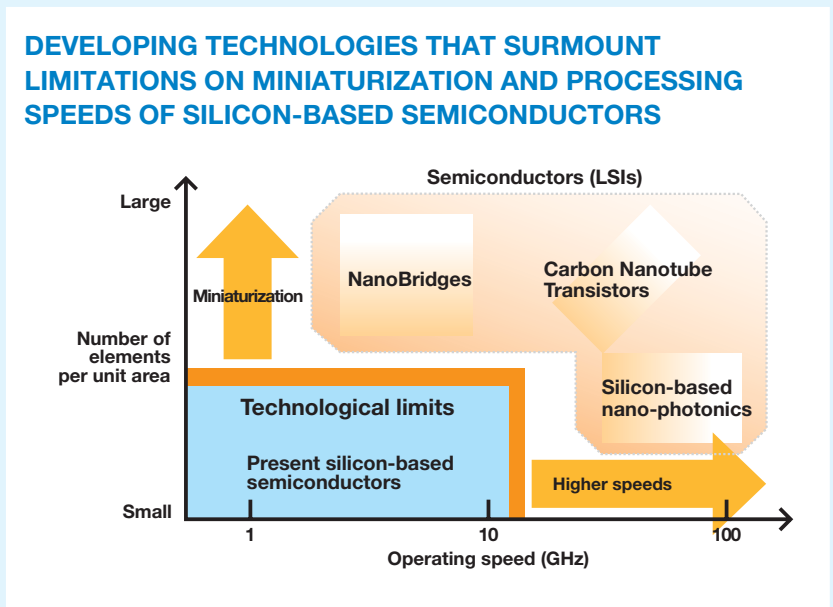 DEVELOPING TECHNOLOGIES THAT SURMOUNT
LIMITATIONS ON MINIATURIZATION AND PROCESSING
SPEEDS OF SILICON-BASED SEMICONDUCTORS
Semiconductors (LSIs)
Large
NanoBridges
Carbon Nanotube
Transistors
Miniaturization
Number of
elements
per unit area
Silicon-based
nano-photonics
Technological limits
Present silicon-based
semiconductors
Higher speeds
Small
1
10
100
Operating speed (GHz)